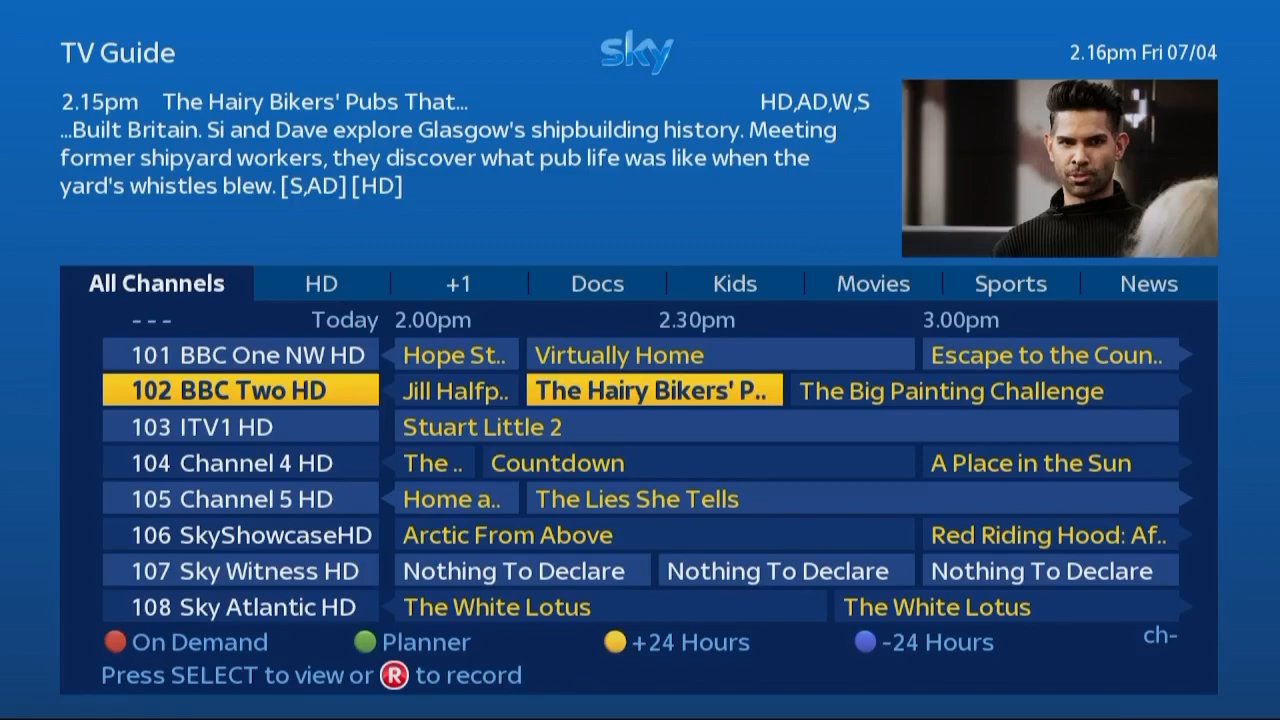 TV Guide
sky
2.16pm Fri 07/04
2.15pm The Hairy Bikers' Pubs That... HD,AD,W,S
...Built Britain. Si and Dave explore Glasgow's shipbuilding history. Meeting
former shipyard workers, they discover what pub life was like when the
yard's whistles blew. [S,AD] [HD]
All Channels HD +1 Docs Kids Movies Sports News
- - - Today 2.00pm 2.30pm 3.00pm
101 BBC One NW HD Hope St.. Virtually Home Escape to the Coun..
102 BBC Two HD Jill Halfp.. The Hairy Bikers' P.. The Big Painting Challenge
103 ITV1 HD Stuart Little 2
104 Channel 4 HD The .. Countdown A Place in the Sun
105 Channel 5 HD Home a.. The Lies She Tells
106 SkyShowcaseHD Arctic From Above Red Riding Hood: Af..
107 Sky Witness HD Nothing To Declare Nothing To Declare Nothing To Declare
108 Sky Atlantic HD The White Lotus The White Lotus
On Demand Planner +24 Hours -24 Hours ch-
Press SELECT to view or R to record